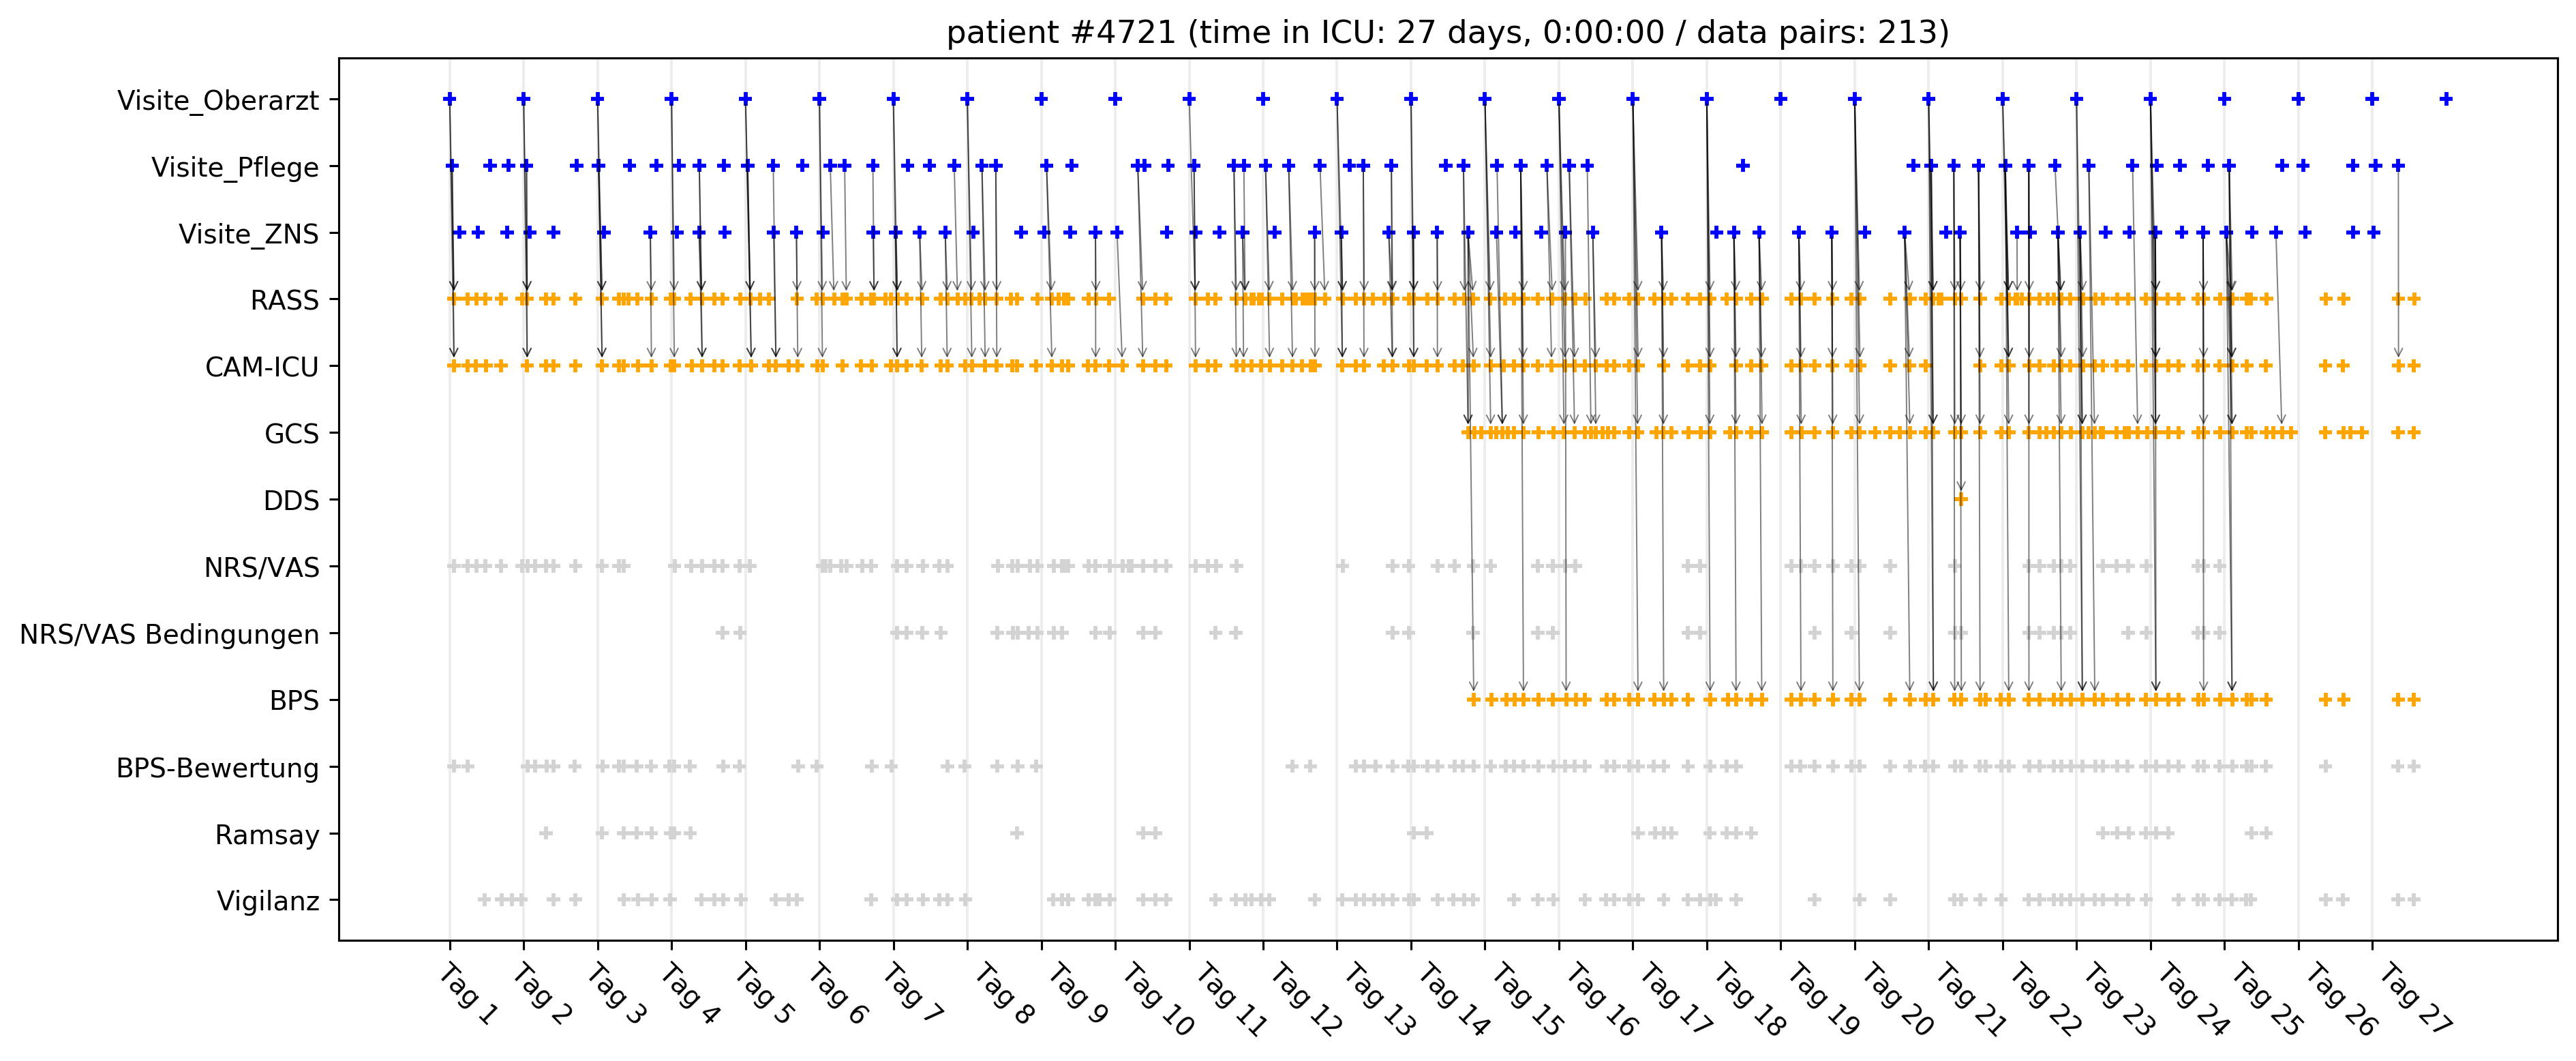 patient #4721 (time in ICU: 27 days, 0:00:00 / data pairs: 213)
Visite_Oberarzt
Visite_Pflege
Visite_ZNS
RASS
CAM-ICU
GCS
DDS
NRS/VAS
NRS/VAS Bedingungen
BPS
BPS-Bewertung
Ramsay
Vigilanz
Tag 1
Tag 2
Tag 3
Tag 4
Tag 5
Tag 6
Tag 7
Tag 8
Tag 9
Tag 10
Tag 11
Tag 12
Tag 13
Tag 14
Tag 15
Tag 16
Tag 17
Tag 18
Tag 19
Tag 20
Tag 21
Tag 22
Tag 23
Tag 24
Tag 25
Tag 26
Tag 27